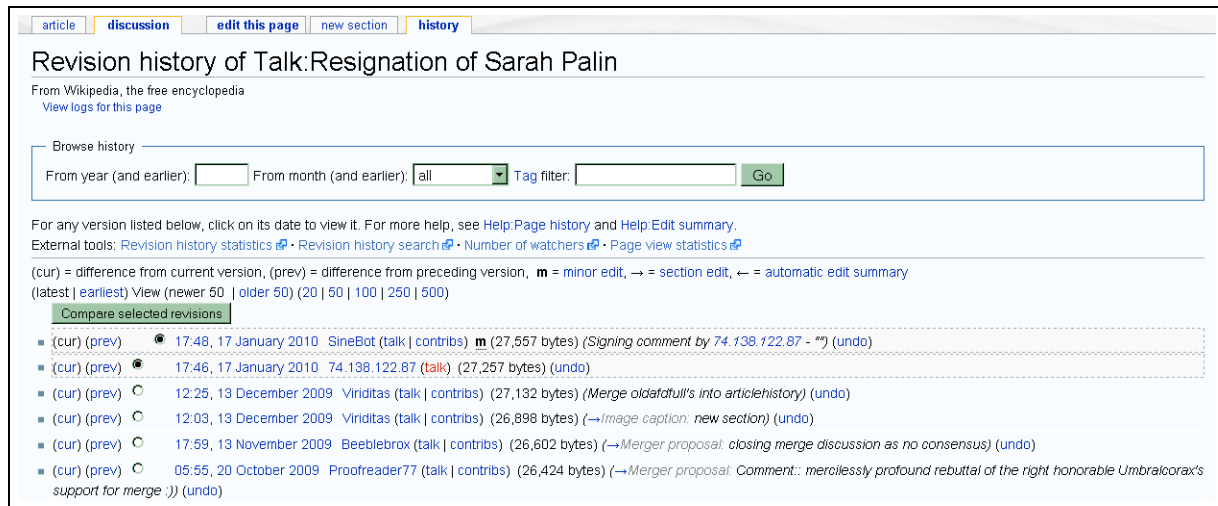 article discussion edit this page new section history
Revision history of Talk:Resignation of Sarah Palin
From Wikipedia, the free encyclopedia
View logs for this page
Browse history
From year (and earlier): From month (and earlier): all Tag filter: Go
For any version listed below, click on its date to view it. For more help, see Help:Page history and Help:Edit summary.
External tools: Revision history statistics · Revision history search · Number of watchers · Page view statistics
(cur) = difference from current version, (prev) = difference from preceding version, m = minor edit, → = section edit, ← = automatic edit summary
(latest | earliest) View (newer 50 | older 50) (20 | 50 | 100 | 250 | 500)
Compare selected revisions
(cur) (prev) 17:48, 17 January 2010 SineBot (talk | contribs) m (27,557 bytes) (Signing comment by 74.138.122.87 - "") (undo)
(cur) (prev) 17:46, 17 January 2010 74.138.122.87 (talk) (27,257 bytes) (undo)
(cur) (prev) 12:25, 13 December 2009 Viriditas (talk | contribs) (27,132 bytes) (Merge oldafdfull's into articlehistory) (undo)
(cur) (prev) 12:03, 13 December 2009 Viriditas (talk | contribs) (26,898 bytes) (→Image caption: new section) (undo)
(cur) (prev) 17:59, 13 November 2009 Beeblebrox (talk | contribs) (26,602 bytes) (→Merger proposal: closing merge discussion as no consensus) (undo)
(cur) (prev) 05:55, 20 October 2009 Proofreader77 (talk | contribs) (26,424 bytes) (→Merger proposal: Comment:: mercilessly profound rebuttal of the right honorable Umbralcorax's
support for merge :)) (undo)